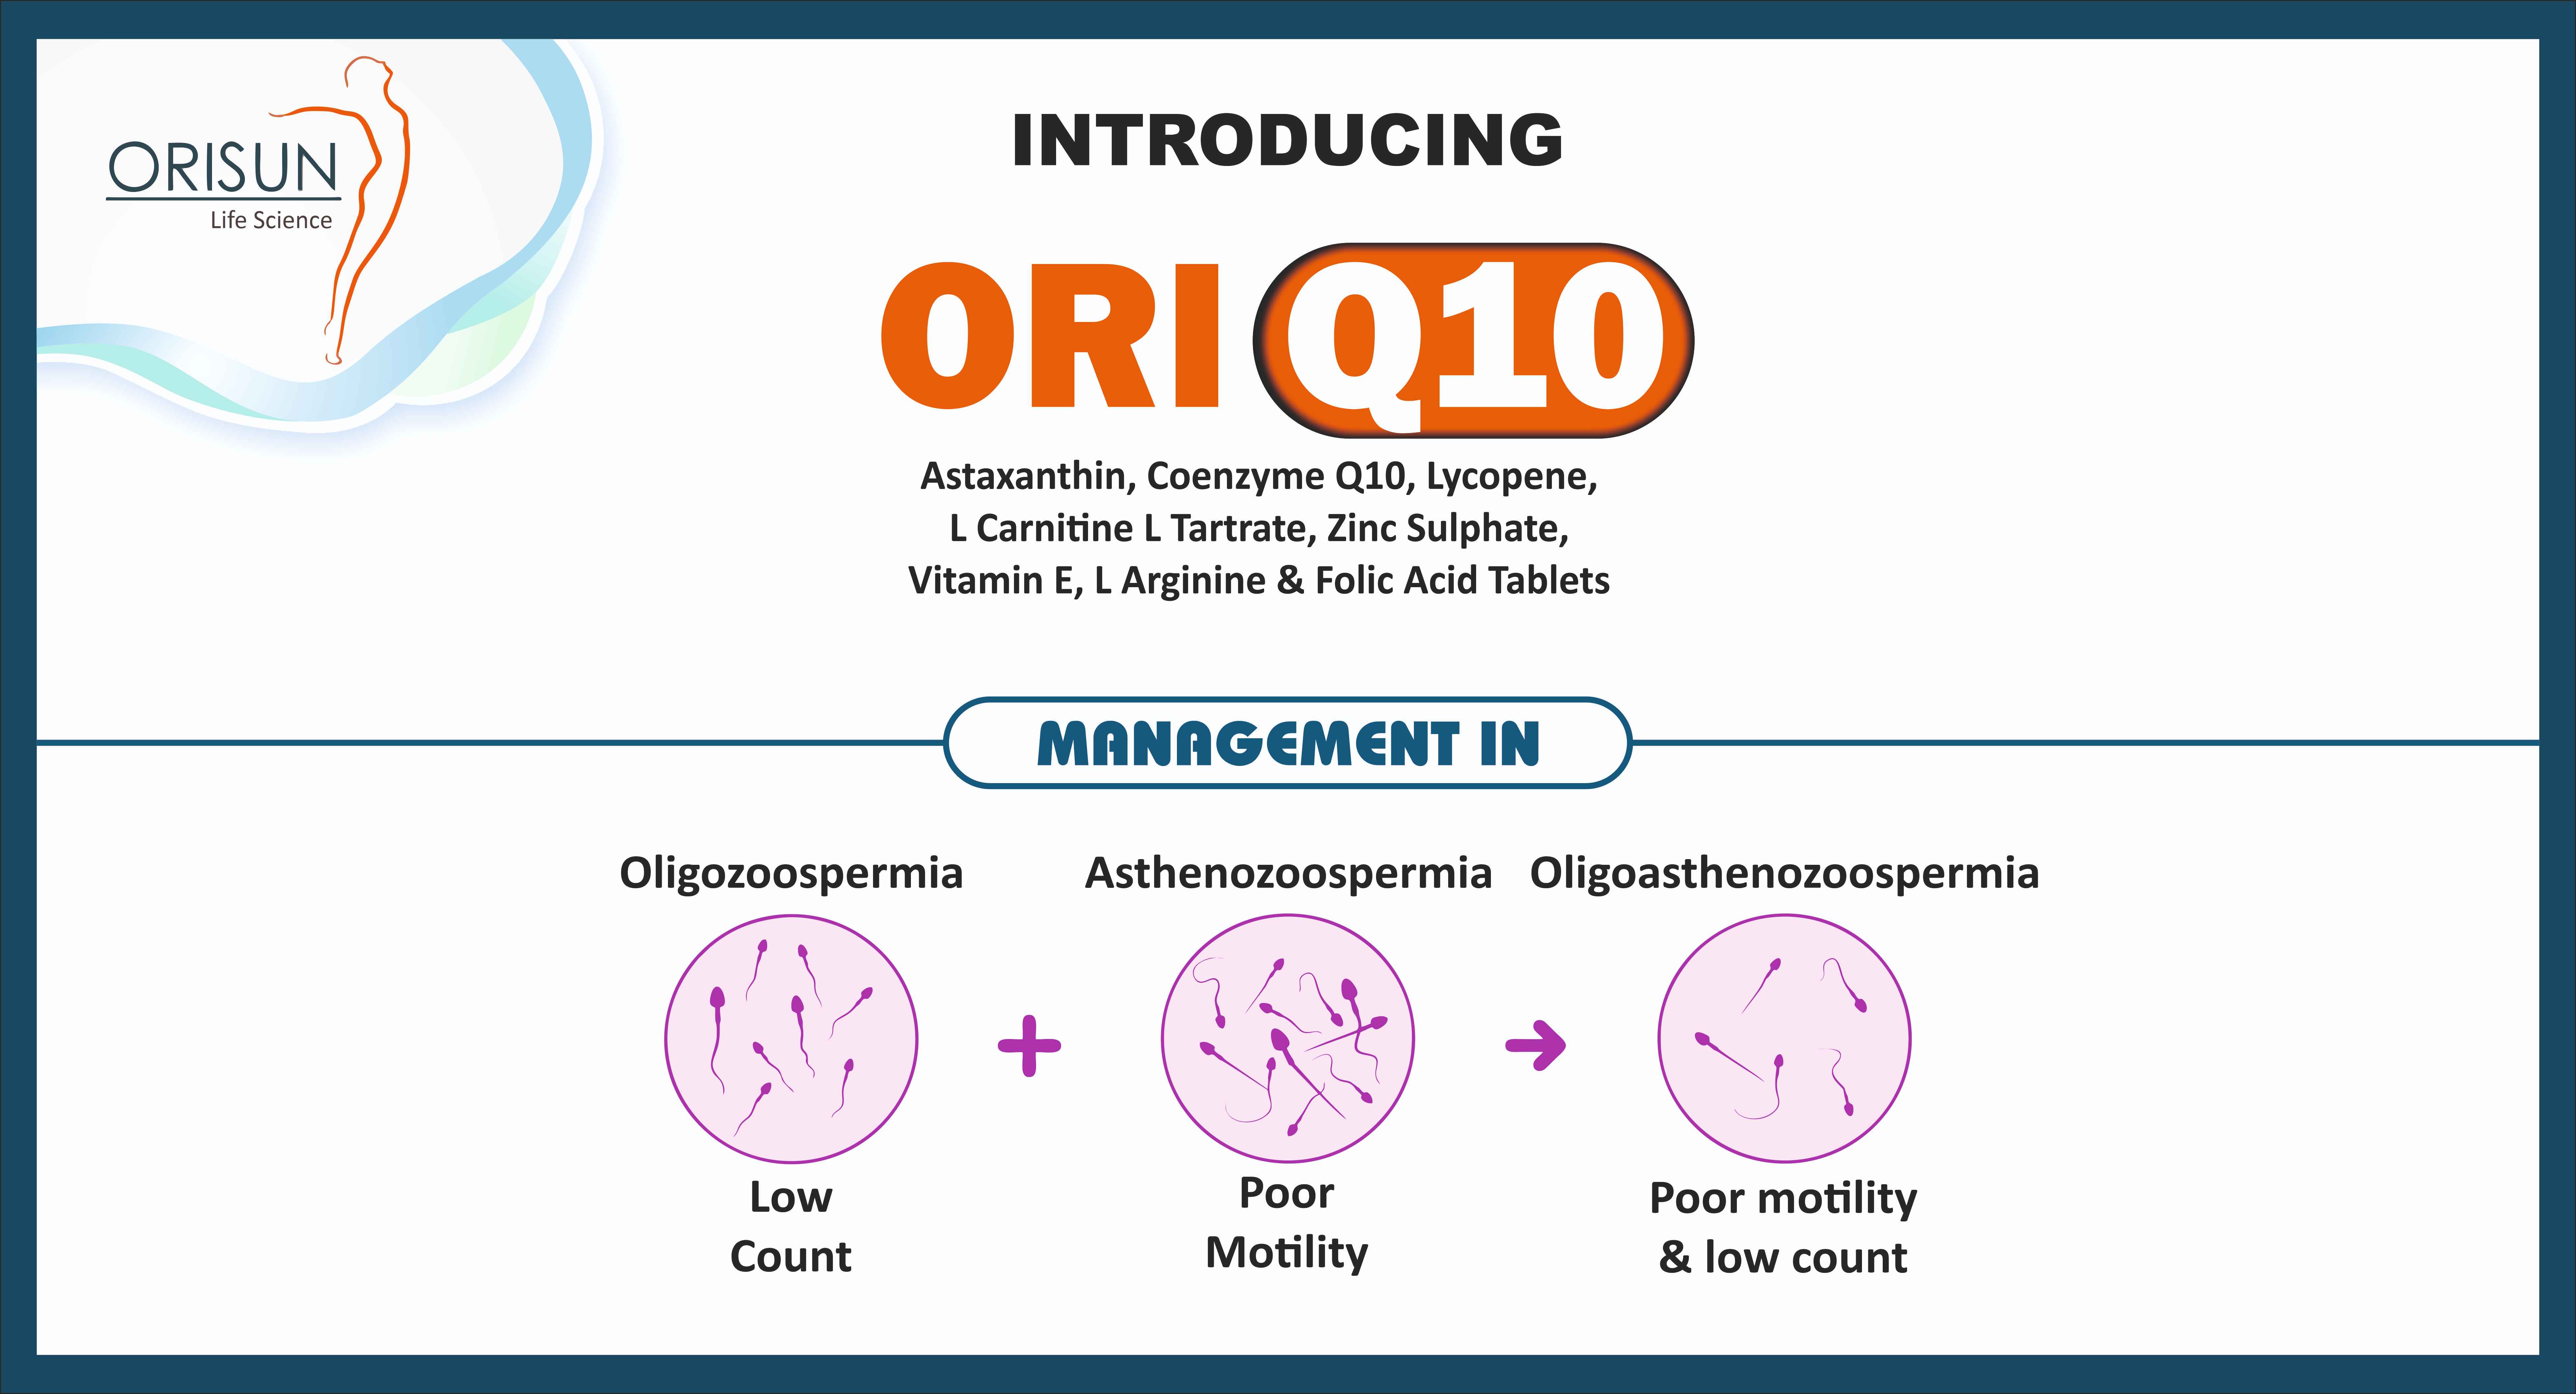 ORISUN
Life Science
INTRODUCING
ORI Q10
Astaxanthin, Coenzyme Q10, Lycopene,
L Carnitine L Tartrate, Zinc Sulphate,
Vitamin E, L Arginine & Folic Acid Tablets
MANAGEMENT IN
Oligozoospermia
Low
Count
+
Asthenozoospermia
Poor
Motility
Oligoasthenozoospermia
Poor motility
& low count